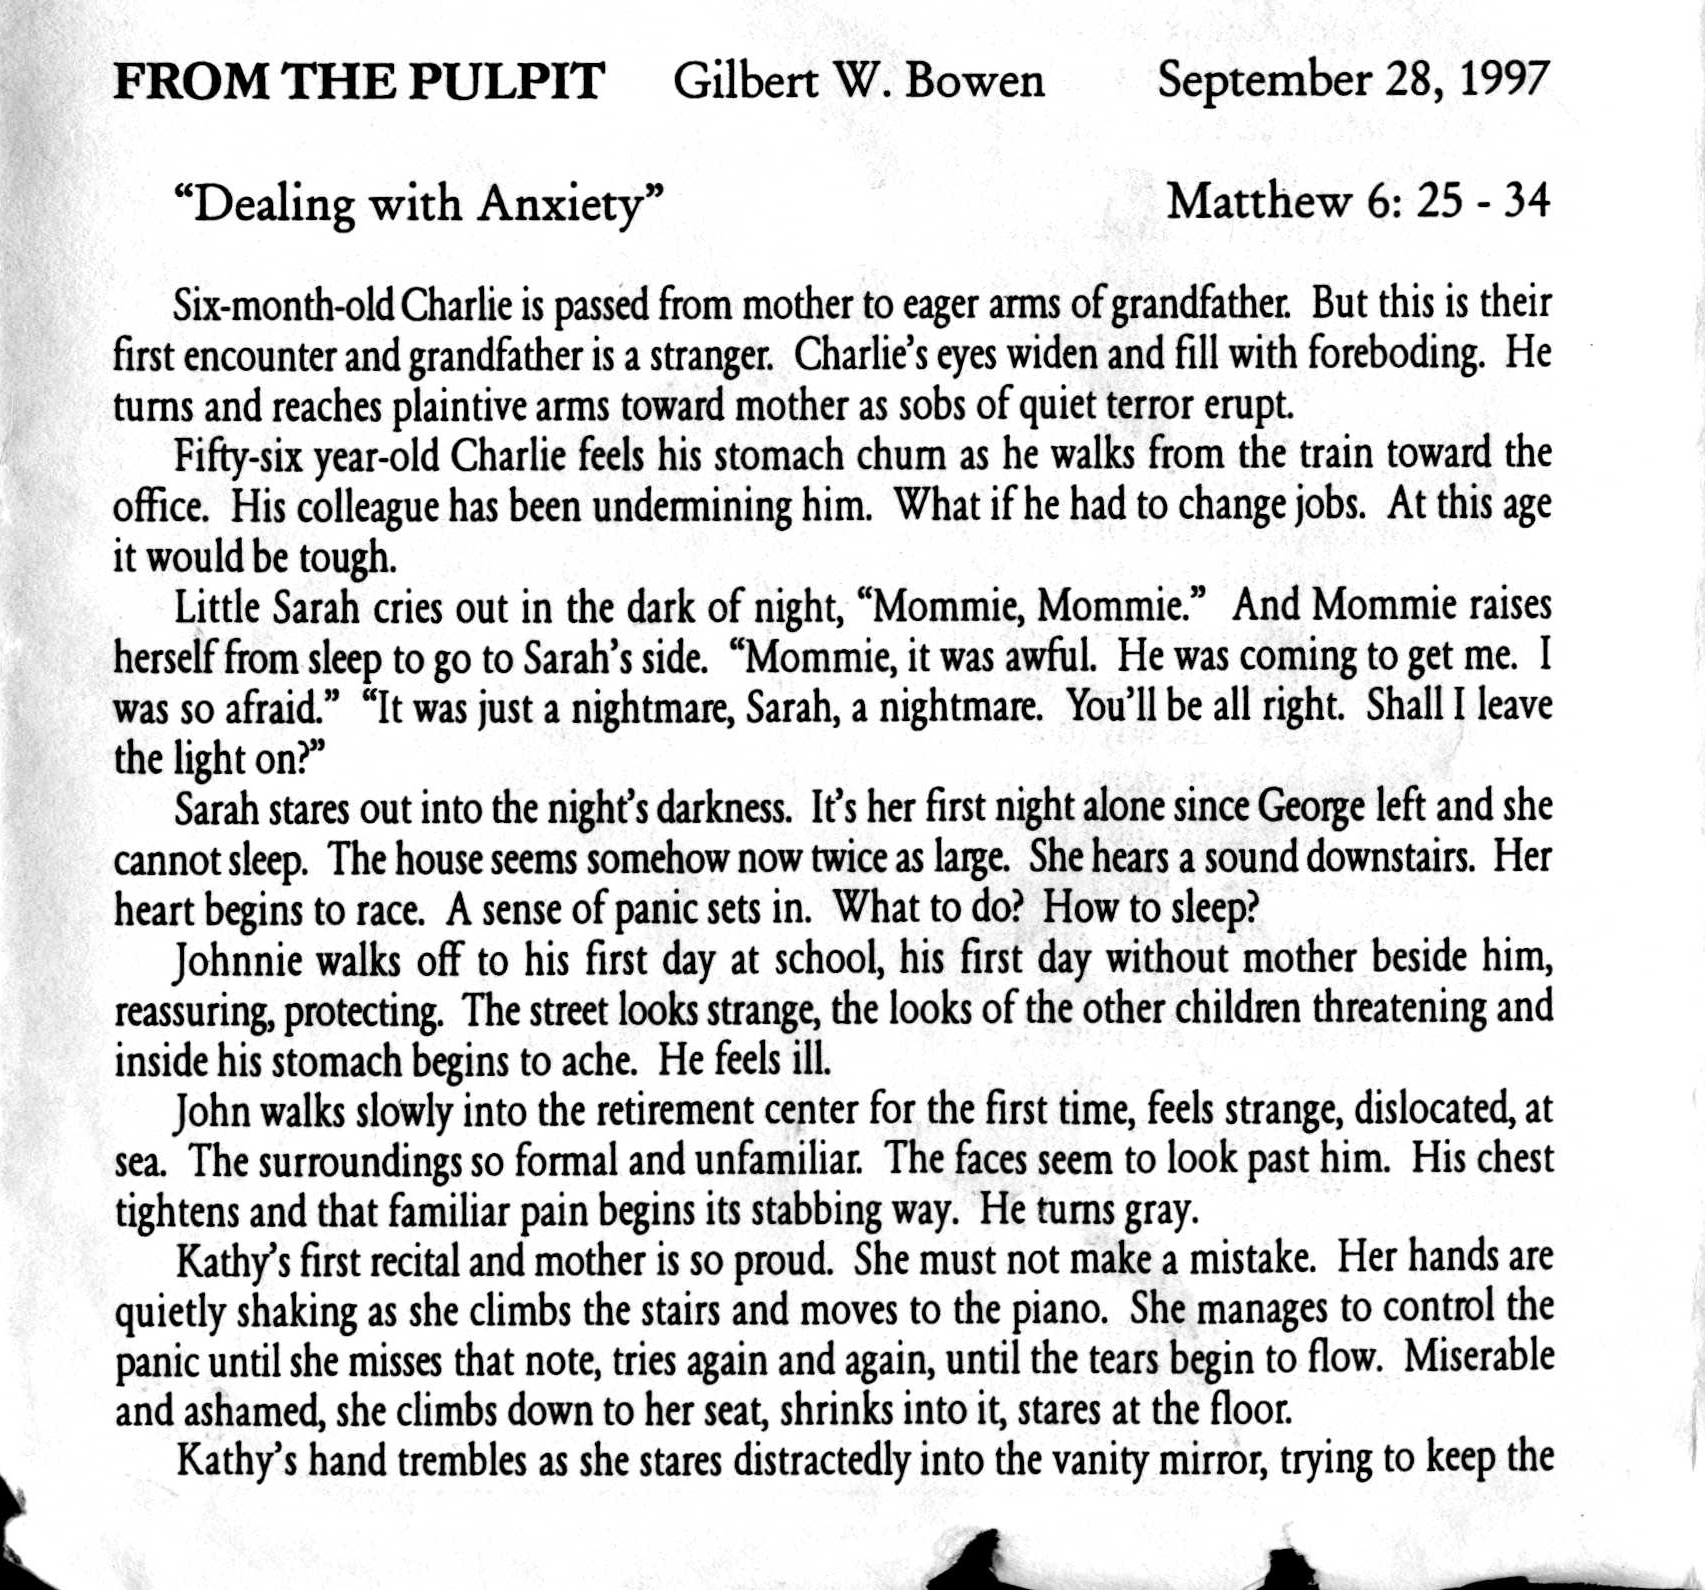 FROM THE PULPIT Gilbert W. Bowen September 28, 1997
“Dealing with Anxiety” Matthew 6: 25 - 34
Six-month-old Charlie is passed from mother to eager arms of grandfather. But this is their
first encounter and grandfather is a stranger. Charlie’s eyes widen and fill with foreboding. He
turns and reaches plaintive arms toward mother as sobs of quiet terror erupt.
Fifty-six year-old Charlie feels his stomach churn as he walks from the train toward the
office. His colleague has been undermining him. What if he had to change jobs. At this age
it would be tough.
Little Sarah cries out in the dark of night, “Mommie, Mommie.” And Mommie raises
herself from sleep to go to Sarah’s side. “Mommie, it was awful. He was coming to get me. I
was so afraid.” “It was just a nightmare, Sarah, a nightmare. You’ll be all right. Shall I leave
the light on?”
Sarah stares out into the night’s darkness. It’s her first night alone since George left and she
cannot sleep. The house seems somehow now twice as large. She hears a sound downstairs. Her
heart begins to race. A sense of panic sets in. What to do? How to sleep?
Johnnie walks off to his first day at school, his first day without mother beside him,
reassuring, protecting. The street looks strange, the looks of the other children threatening and
inside his stomach begins to ache. He feels ill.
John walks slowly into the retirement center for the first time, feels strange, dislocated, at
sea. The surroundings so formal and unfamiliar. The faces seem to look past him. His chest
tightens and that familiar pain begins its stabbing way. He turns gray.
Kathy’s first recital and mother is so proud. She must not make a mistake. Her hands are
quietly shaking as she climbs the stairs and moves to the piano. She manages to control the
panic until she misses that note, tries again and again, until the tears begin to flow. Miserable
and ashamed, she climbs down to her seat, shrinks into it, stares at the floor.
Kathy’s hand trembles as she stares distractedly into the vanity mirror, trying to keep the